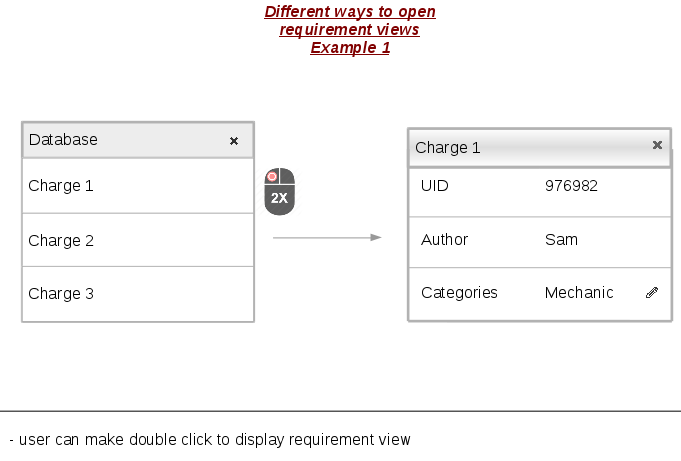 Different ways to open
requirement views
Example 1
Database
Charge 1
Charge 2
Charge 3
2X
Charge 1
UID 976982
Author Sam
Categories Mechanic
- user can make double click to display requirement view